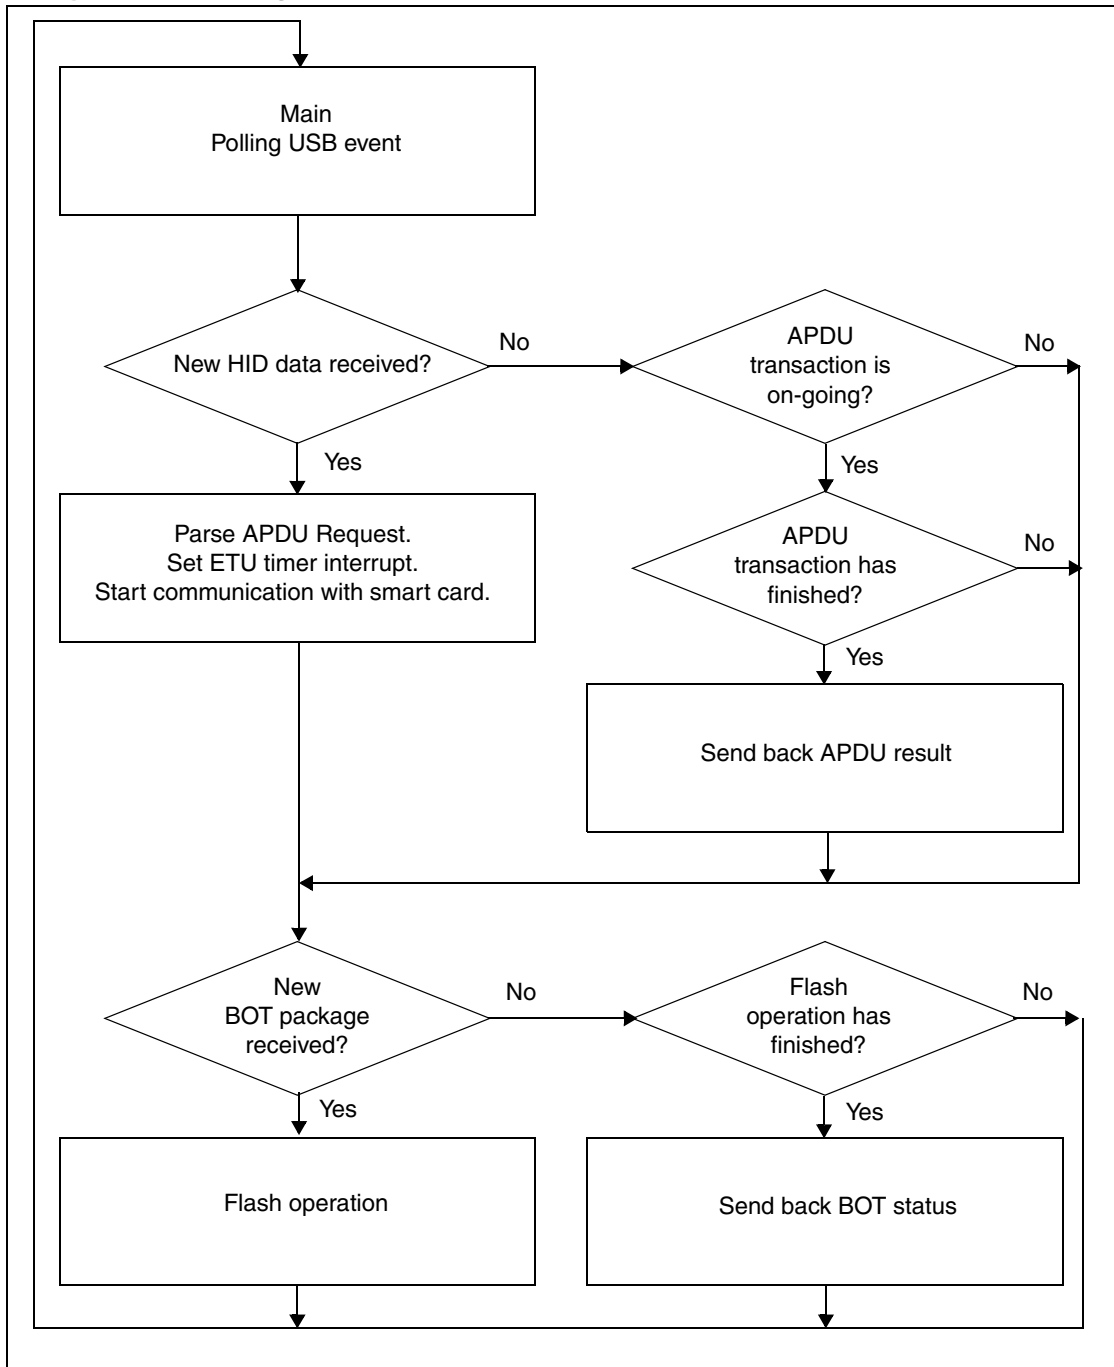 Main
Polling USB event
New HID data received?
No
APDU
transaction is
on-going?
No
Yes
Yes
Parse APDU Request.
Set ETU timer interrupt.
Start communication with smart card.
APDU
transaction has
finished?
No
Yes
Send back APDU result
New
BOT package
received?
No
Flash
operation has
finished?
No
Yes
Yes
Flash operation
Send back BOT status